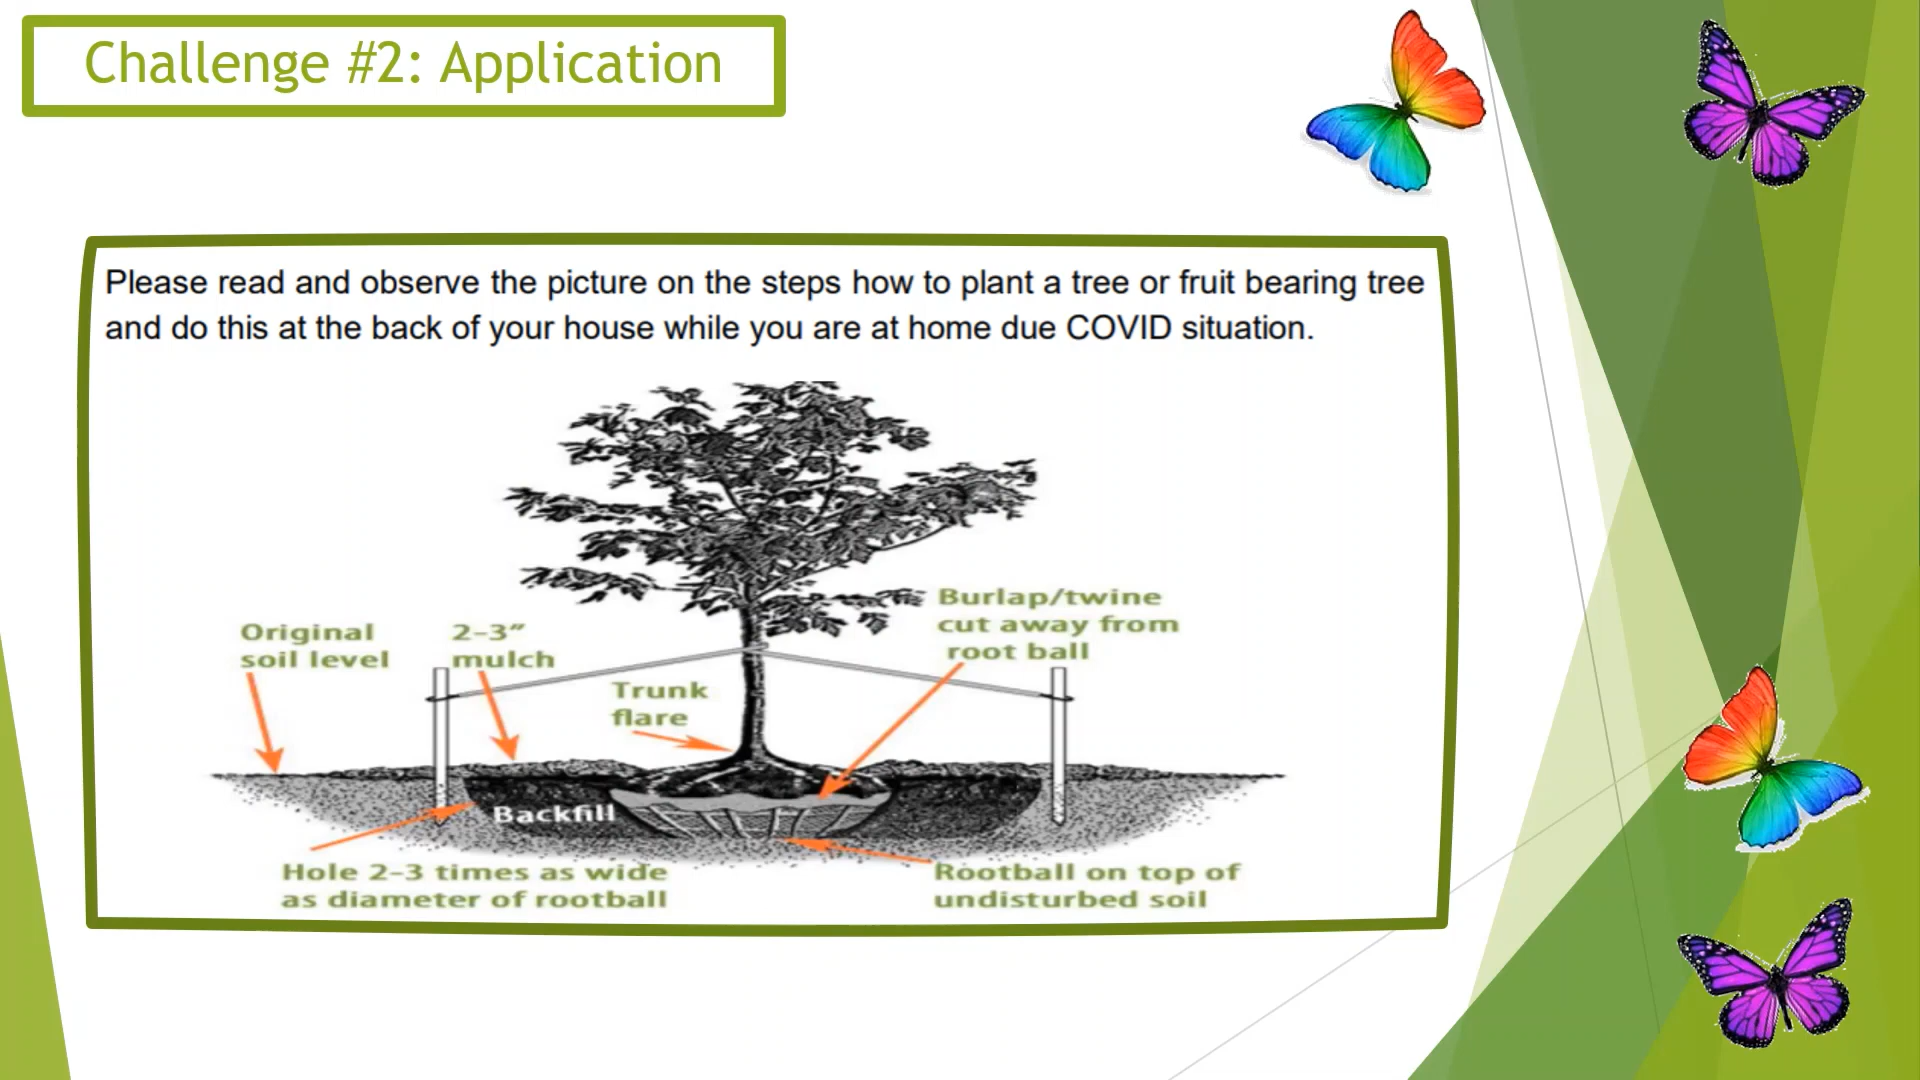 Challenge #2: Application
Please read and observe the picture on the steps how to plant a tree or fruit bearing tree
and do this at the back of your house while you are at home due COVID situation.
Burlap/twine
cut away from
root ball
Original
soil level
2-3″
mulch
Trunk
flare
Backfill
Hole 2-3 times as wide
as diameter of rootball
Rootball on top of
undisturbed soil